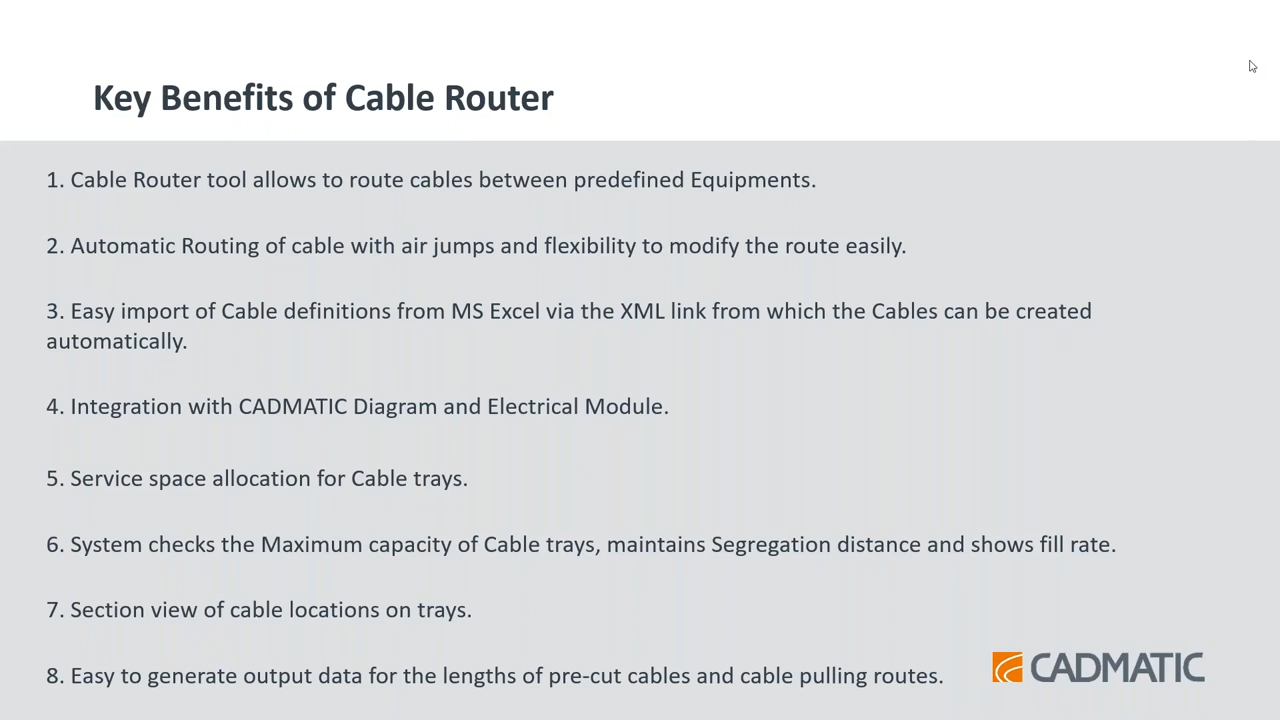 Key Benefits of Cable Router
1. Cable Router tool allows to route cables between predefined Equipments.
2. Automatic Routing of cable with air jumps and flexibility to modify the route easily.
3. Easy import of Cable definitions from MS Excel via the XML link from which the Cables can be created
automatically.
4. Integration with CADMATIC Diagram and Electrical Module.
5. Service space allocation for Cable trays.
6. System checks the Maximum capacity of Cable trays, maintains Segregation distance and shows fill rate.
7. Section view of cable locations on trays.
8. Easy to generate output data for the lengths of pre-cut cables and cable pulling routes.
CADMATIC